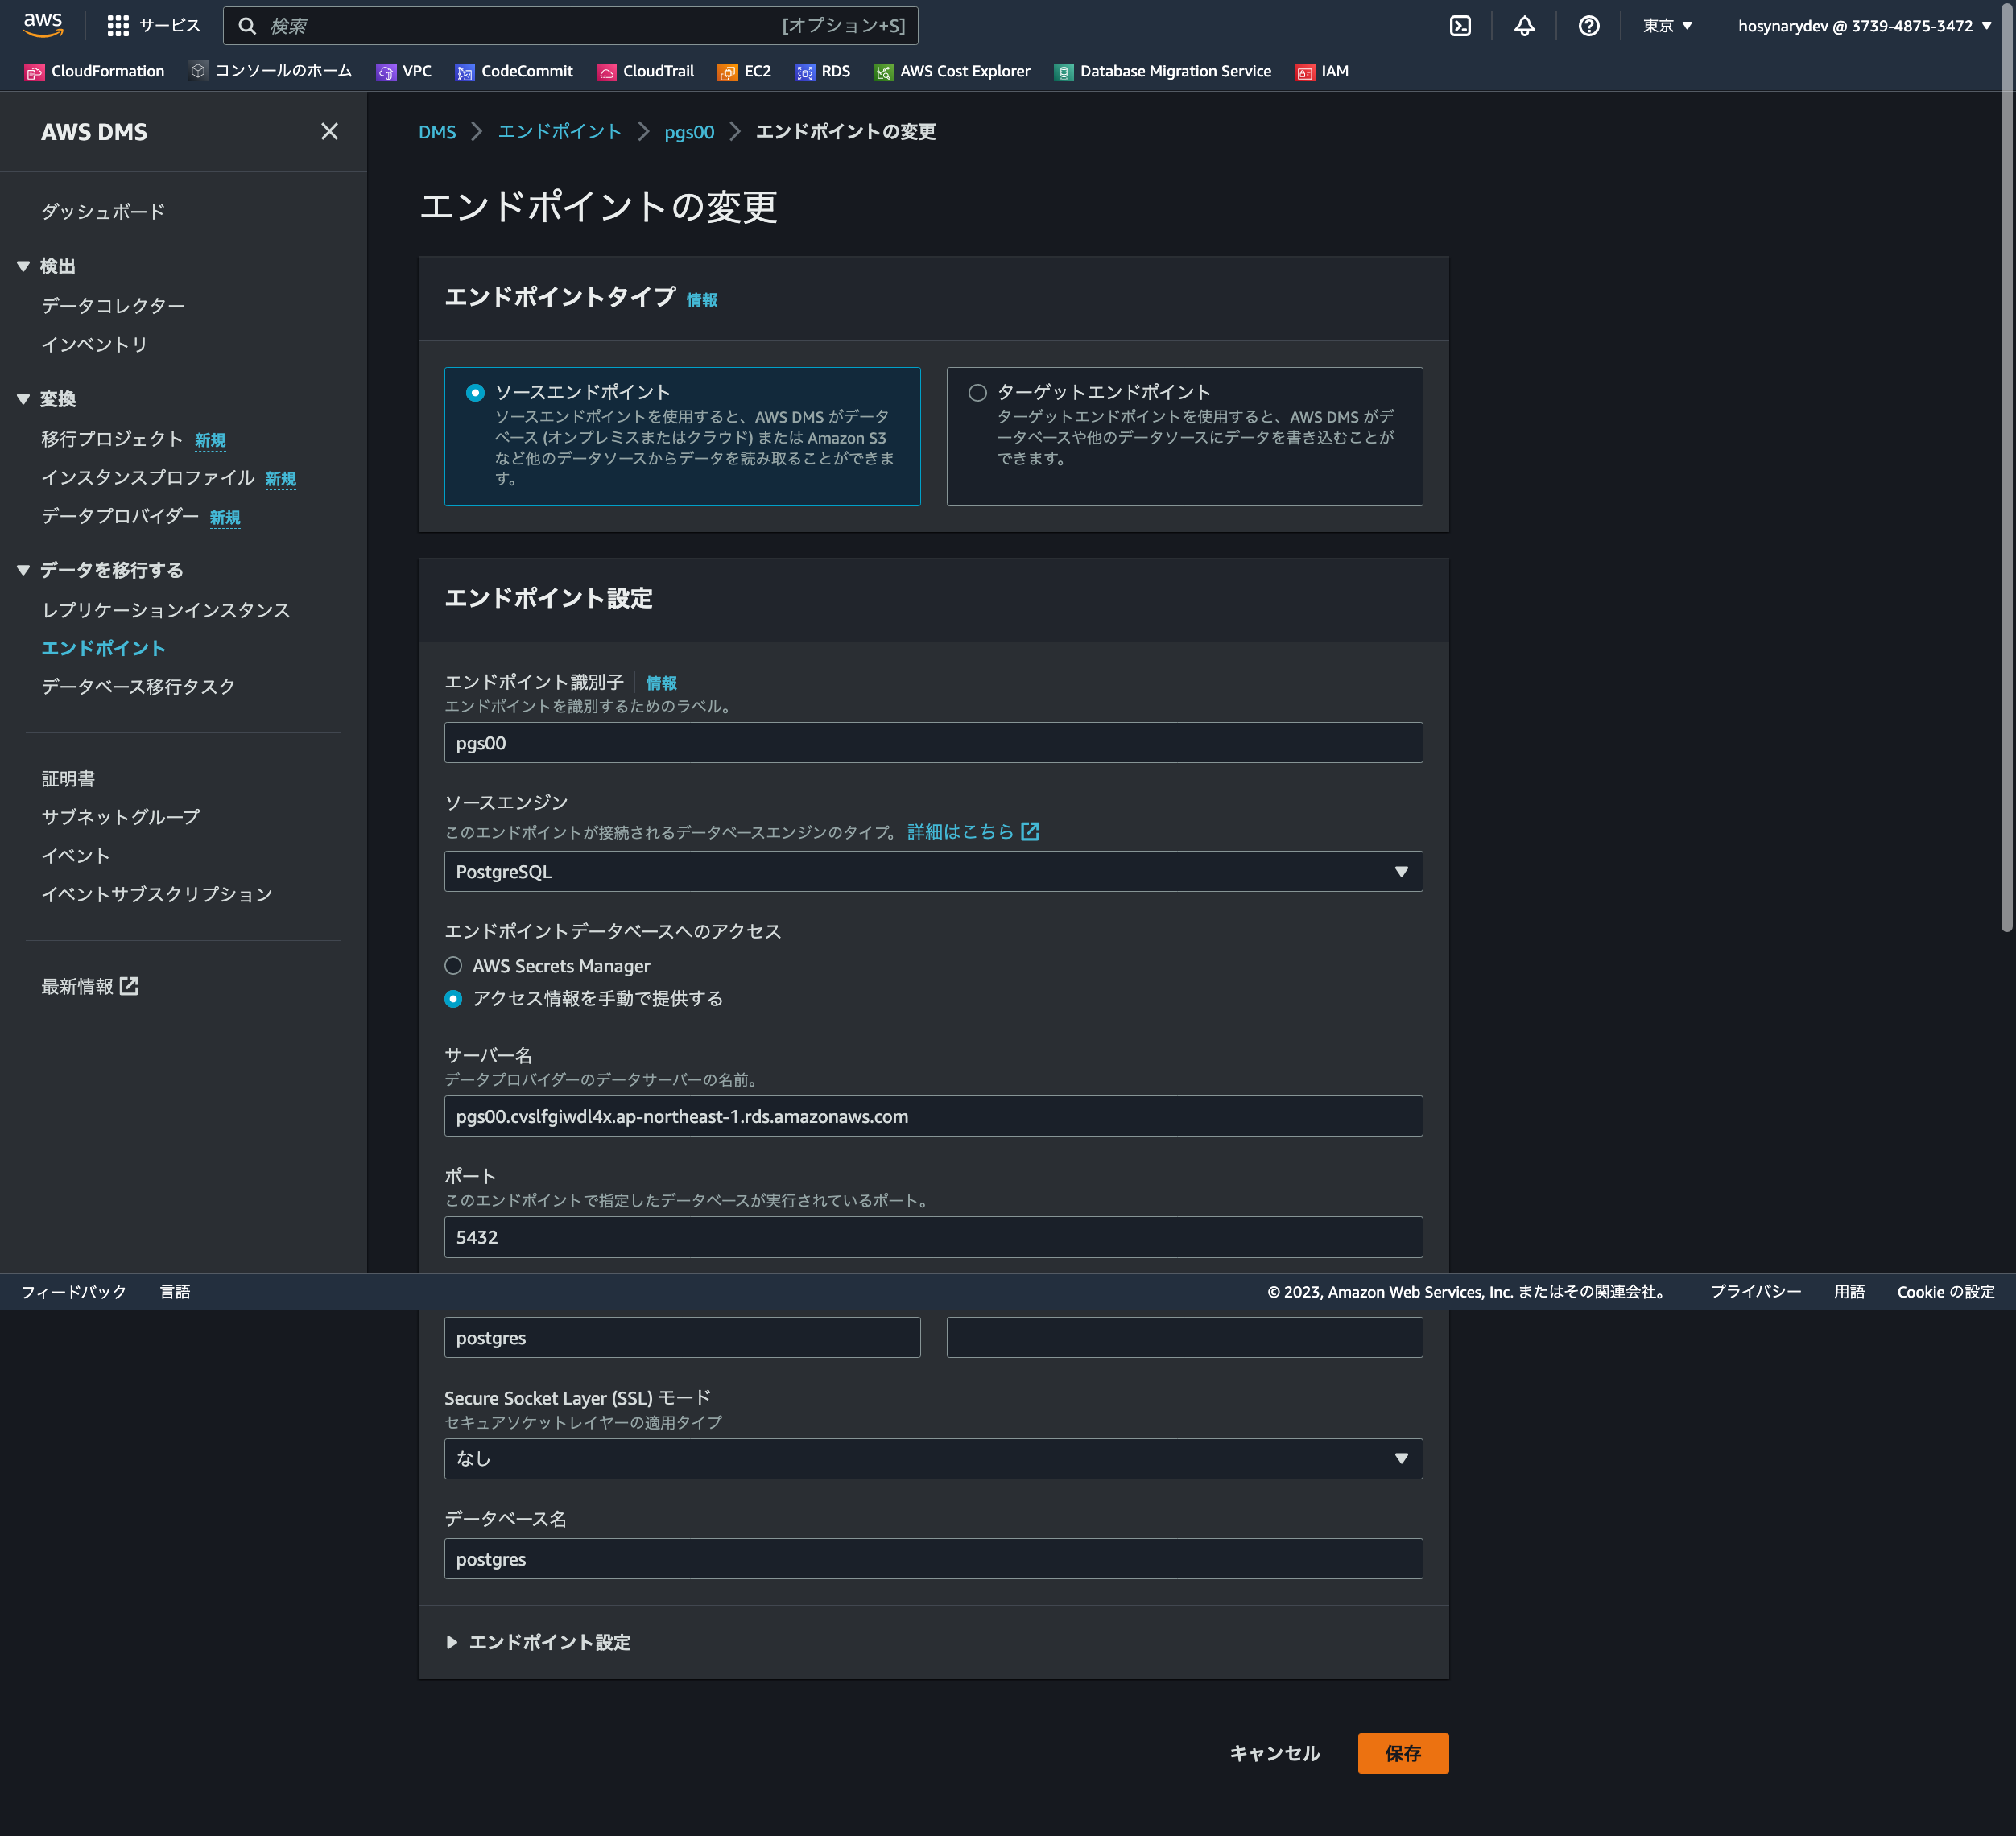 aws
サービス
検索
[オプション+S]
東京
hosynarydev @ 3739-4875-3472
CloudFormation
コンソールのホーム
VPC
CodeCommit
CloudTrail
EC2
RDS
AWS Cost Explorer
Database Migration Service
IAM
AWS DMS
ダッシュボード
検出
データコレクター
インベントリ
変換
移行プロジェクト 新規
インスタンスプロファイル 新規
データプロバイダー 新規
データを移行する
レプリケーションインスタンス
エンドポイント
データベース移行タスク
証明書
サブネットグループ
イベント
イベントサブスクリプション
最新情報
DMS
エンドポイント
pgs00
エンドポイントの変更
エンドポイントの変更
エンドポイントタイプ 情報
ソースエンドポイント
ソースエンドポイントを使用すると、AWS DMS がデータ
ベース (オンプレミスまたはクラウド) または Amazon S3
など他のデータソースからデータを読み取ることができま
す。
ターゲットエンドポイント
ターゲットエンドポイントを使用すると、AWS DMS がデ
ータベースや他のデータソースにデータを書き込むことが
できます。
エンドポイント設定
エンドポイント識別子 情報
エンドポイントを識別するためのラベル。
pgs00
ソースエンジン
このエンドポイントが接続されるデータベースエンジンのタイプ。 詳細はこちら
PostgreSQL
エンドポイントデータベースへのアクセス
AWS Secrets Manager
アクセス情報を手動で提供する
サーバー名
データプロバイダーのデータサーバーの名前。
pgs00.cvslfgiwdl4x.ap-northeast-1.rds.amazonaws.com
ポート
このエンドポイントで指定したデータベースが実行されているポート。
5432
フィードバック
言語
© 2023, Amazon Web Services, Inc. またはその関連会社。
プライバシー
用語
Cookie の設定
postgres
Secure Socket Layer (SSL) モード
セキュアソケットレイヤーの適用タイプ
なし
データベース名
postgres
エンドポイント設定
キャンセル
保存